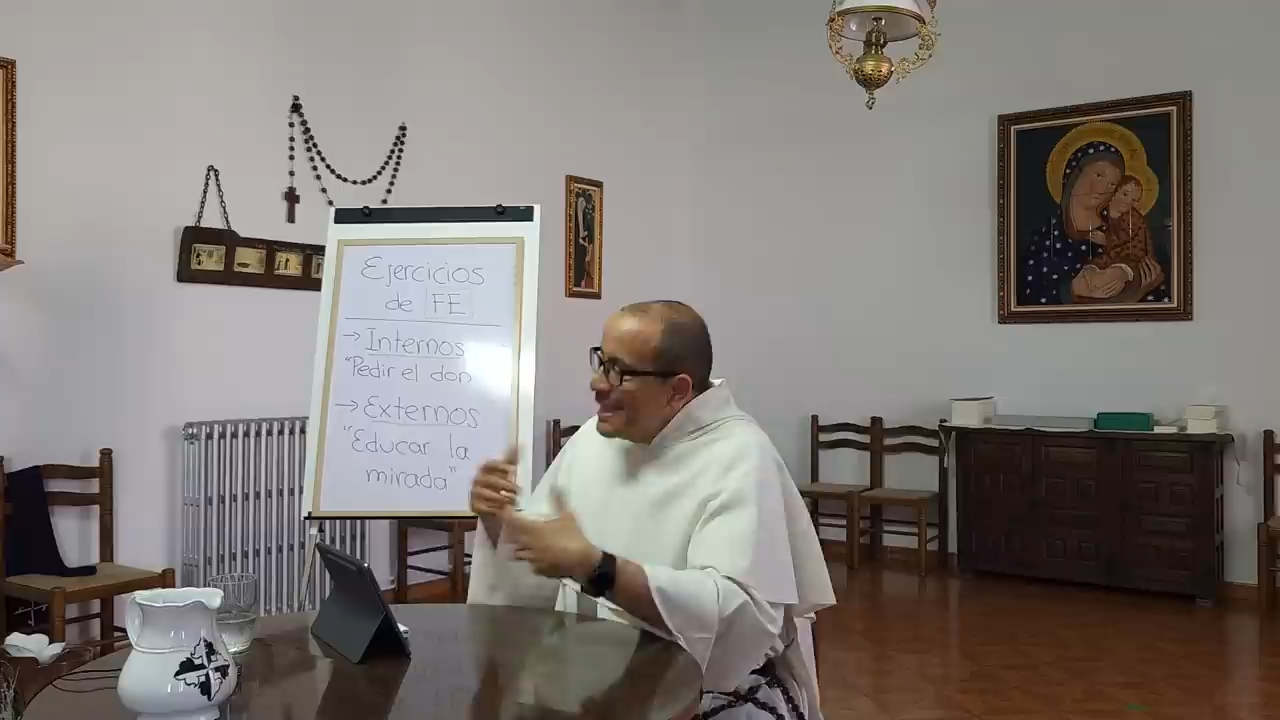 Ejercicios
de FE
→ Internos
"Pedir el don
→ Externos
"Educar la
mirada"